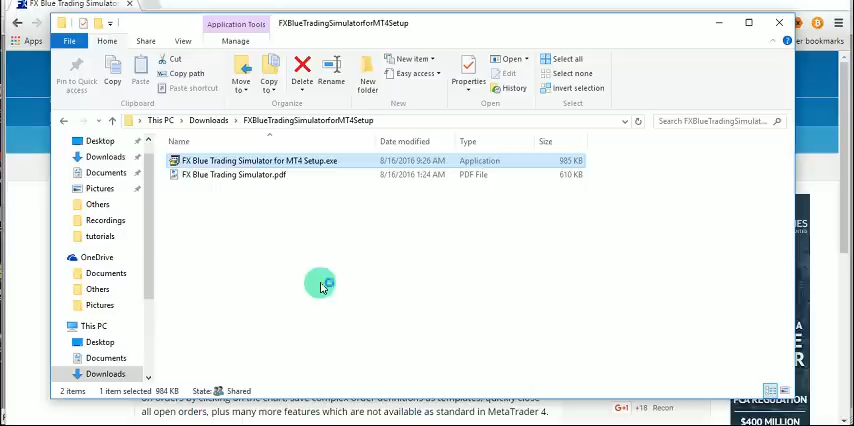 FX Blue Trading Simulato
Application Tools
FXBlueTradingSimulatorforMT4Setup
File
Home
Share
View
Manage
Apps
er bookmarks
Pin to Quick access
Copy
Paste
Cut
Copy path
Paste shortcut
Clipboard
Move to
Copy to
Delete
Rename
Organize
New folder
New item
Easy access
New
Properties
Open
Edit
History
Open
Select all
Select none
Invert selection
Select
This PC
Downloads
FXBlueTradingSimulatorforMT4Setup
Search FXBlueTradingSimulat...
Name
Date modified
Type
Size
FX Blue Trading Simulator for MT4 Setup.exe 8/16/2016 9:26 AM Application 985 KB
FX Blue Trading Simulator.pdf 8/16/2016 1:24 AM PDF File 610 KB
Desktop
Downloads
Documents
Pictures
Others
Recordings
tutorials
OneDrive
Documents
Others
Pictures
This PC
Desktop
Documents
Downloads
2 items 1 item selected 984 KB State: Shared
all open orders, plus many more features which are not available as standard in MetaTrader 4.
G+1 +18 Recon
FCA REGULATION
$400 MILLION